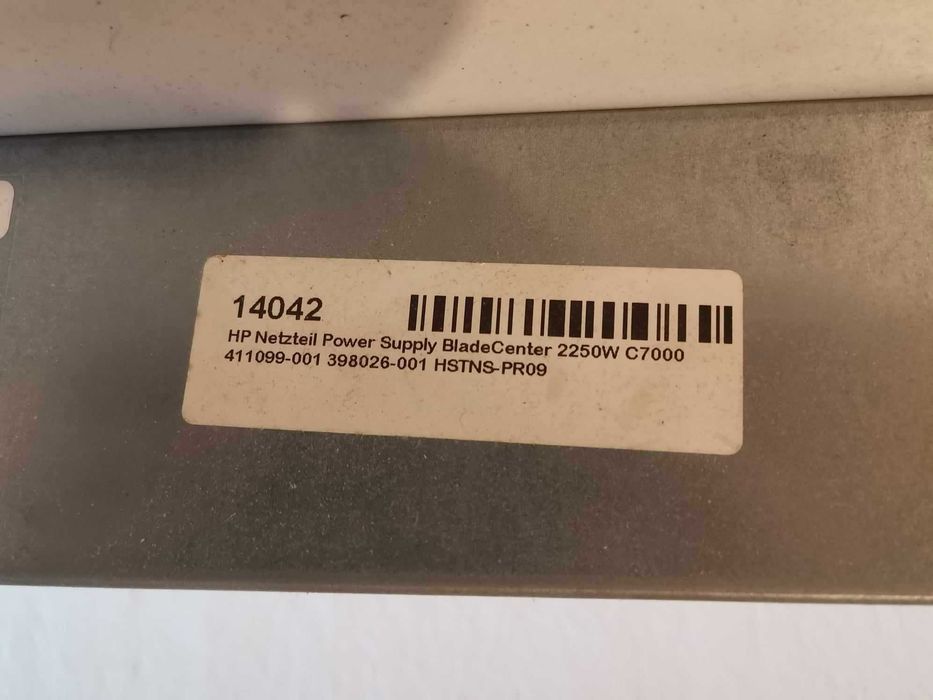 14042
HP Netzteil Power Supply BladeCenter 2250W C7000
411099-001 398026-001 HSTNS-PR09